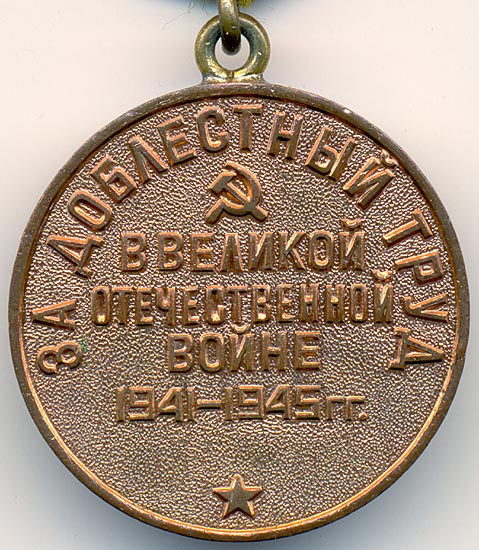 ЗА ДОБЛЕСТНЫЙ ТРУД
В ВЕЛИКОЙ
ОТЕЧЕСТВЕННОЙ
ВОЙНЕ
1941-1945 гг.